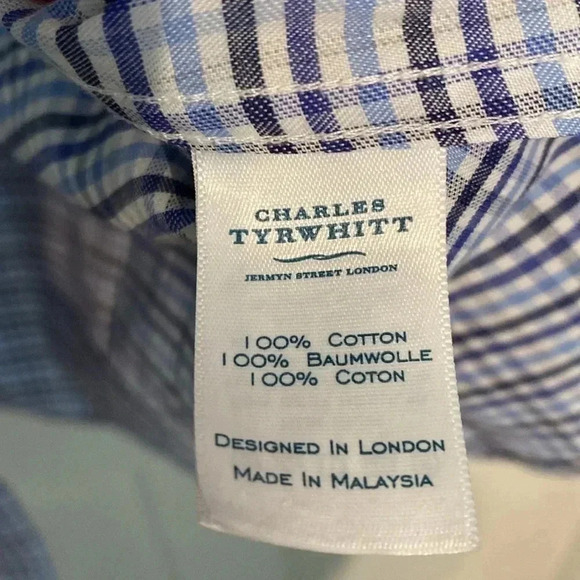 CHARLES
TYRWHITT
JERMYN STREET LONDON
100% COTTON
100% BAUMWOLLE
100% COTON
DESIGNED IN LONDON
MADE IN MALAYSIA